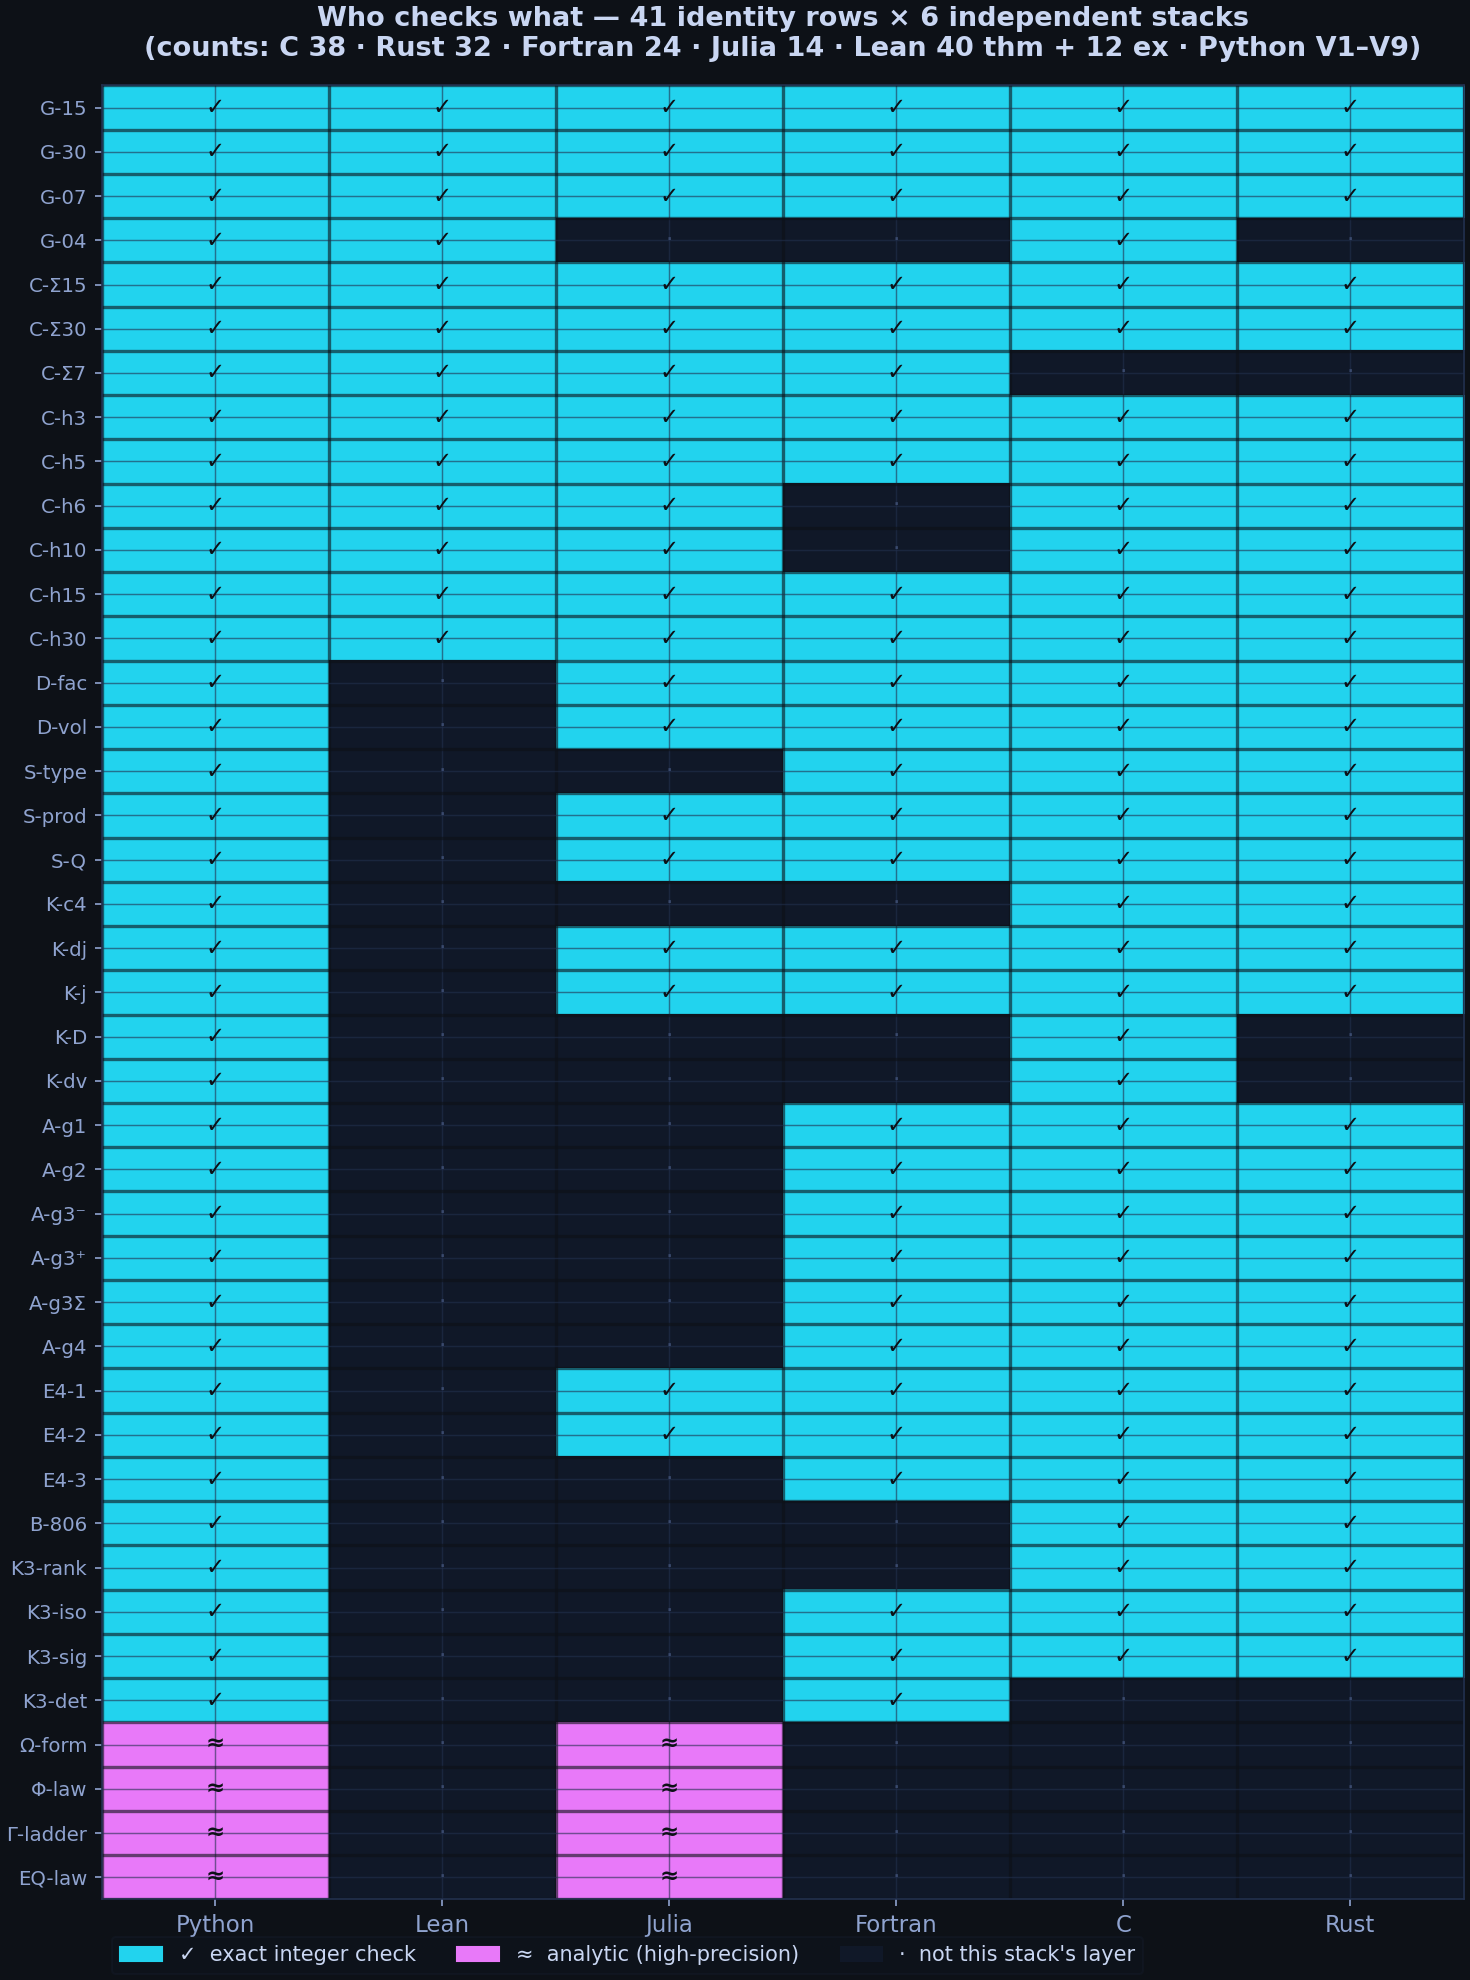 Who checks what — 41 identity rows × 6 independent stacks
(counts: C 38 · Rust 32 · Fortran 24 · Julia 14 · Lean 40 thm + 12 ex · Python V1–V9)
G-15 ✓ ✓ ✓ ✓ ✓ ✓
G-30 ✓ ✓ ✓ ✓ ✓ ✓
G-07 ✓ ✓ ✓ ✓ ✓ ✓
G-04 ✓ ✓ · · ✓ ·
C-Σ15 ✓ ✓ ✓ ✓ ✓ ✓
C-Σ30 ✓ ✓ ✓ ✓ ✓ ✓
C-Σ7 ✓ ✓ ✓ ✓ · ·
C-h3 ✓ ✓ ✓ ✓ ✓ ✓
C-h5 ✓ ✓ ✓ ✓ ✓ ✓
C-h6 ✓ ✓ ✓ · ✓ ✓
C-h10 ✓ ✓ ✓ · ✓ ✓
C-h15 ✓ ✓ ✓ ✓ ✓ ✓
C-h30 ✓ ✓ ✓ ✓ ✓ ✓
D-fac ✓ · ✓ ✓ ✓ ✓
D-vol ✓ · ✓ ✓ ✓ ✓
S-type ✓ · · ✓ ✓ ✓
S-prod ✓ · ✓ ✓ ✓ ✓
S-Q ✓ · ✓ ✓ ✓ ✓
K-c4 ✓ · · · ✓ ✓
K-dj ✓ · ✓ ✓ ✓ ✓
K-j ✓ · ✓ ✓ ✓ ✓
K-D ✓ · · · ✓ ·
K-dv ✓ · · · ✓ ·
A-g1 ✓ · · ✓ ✓ ✓
A-g2 ✓ · · ✓ ✓ ✓
A-g3⁻ ✓ · · ✓ ✓ ✓
A-g3⁺ ✓ · · ✓ ✓ ✓
A-g3Σ ✓ · · ✓ ✓ ✓
A-g4 ✓ · · ✓ ✓ ✓
E4-1 ✓ · ✓ ✓ ✓ ✓
E4-2 ✓ · ✓ ✓ ✓ ✓
E4-3 ✓ · · ✓ ✓ ✓
B-806 ✓ · · · ✓ ✓
K3-rank ✓ · · · ✓ ✓
K3-iso ✓ · · ✓ ✓ ✓
K3-sig ✓ · · ✓ ✓ ✓
K3-det ✓ · · ✓ · ·
Ω-form ≈ · ≈ · · ·
Φ-law ≈ · ≈ · · ·
Γ-ladder ≈ · ≈ · · ·
EQ-law ≈ · ≈ · · ·
Python Lean Julia Fortran C Rust
✓ exact integer check ≈ analytic (high-precision) · not this stack's layer